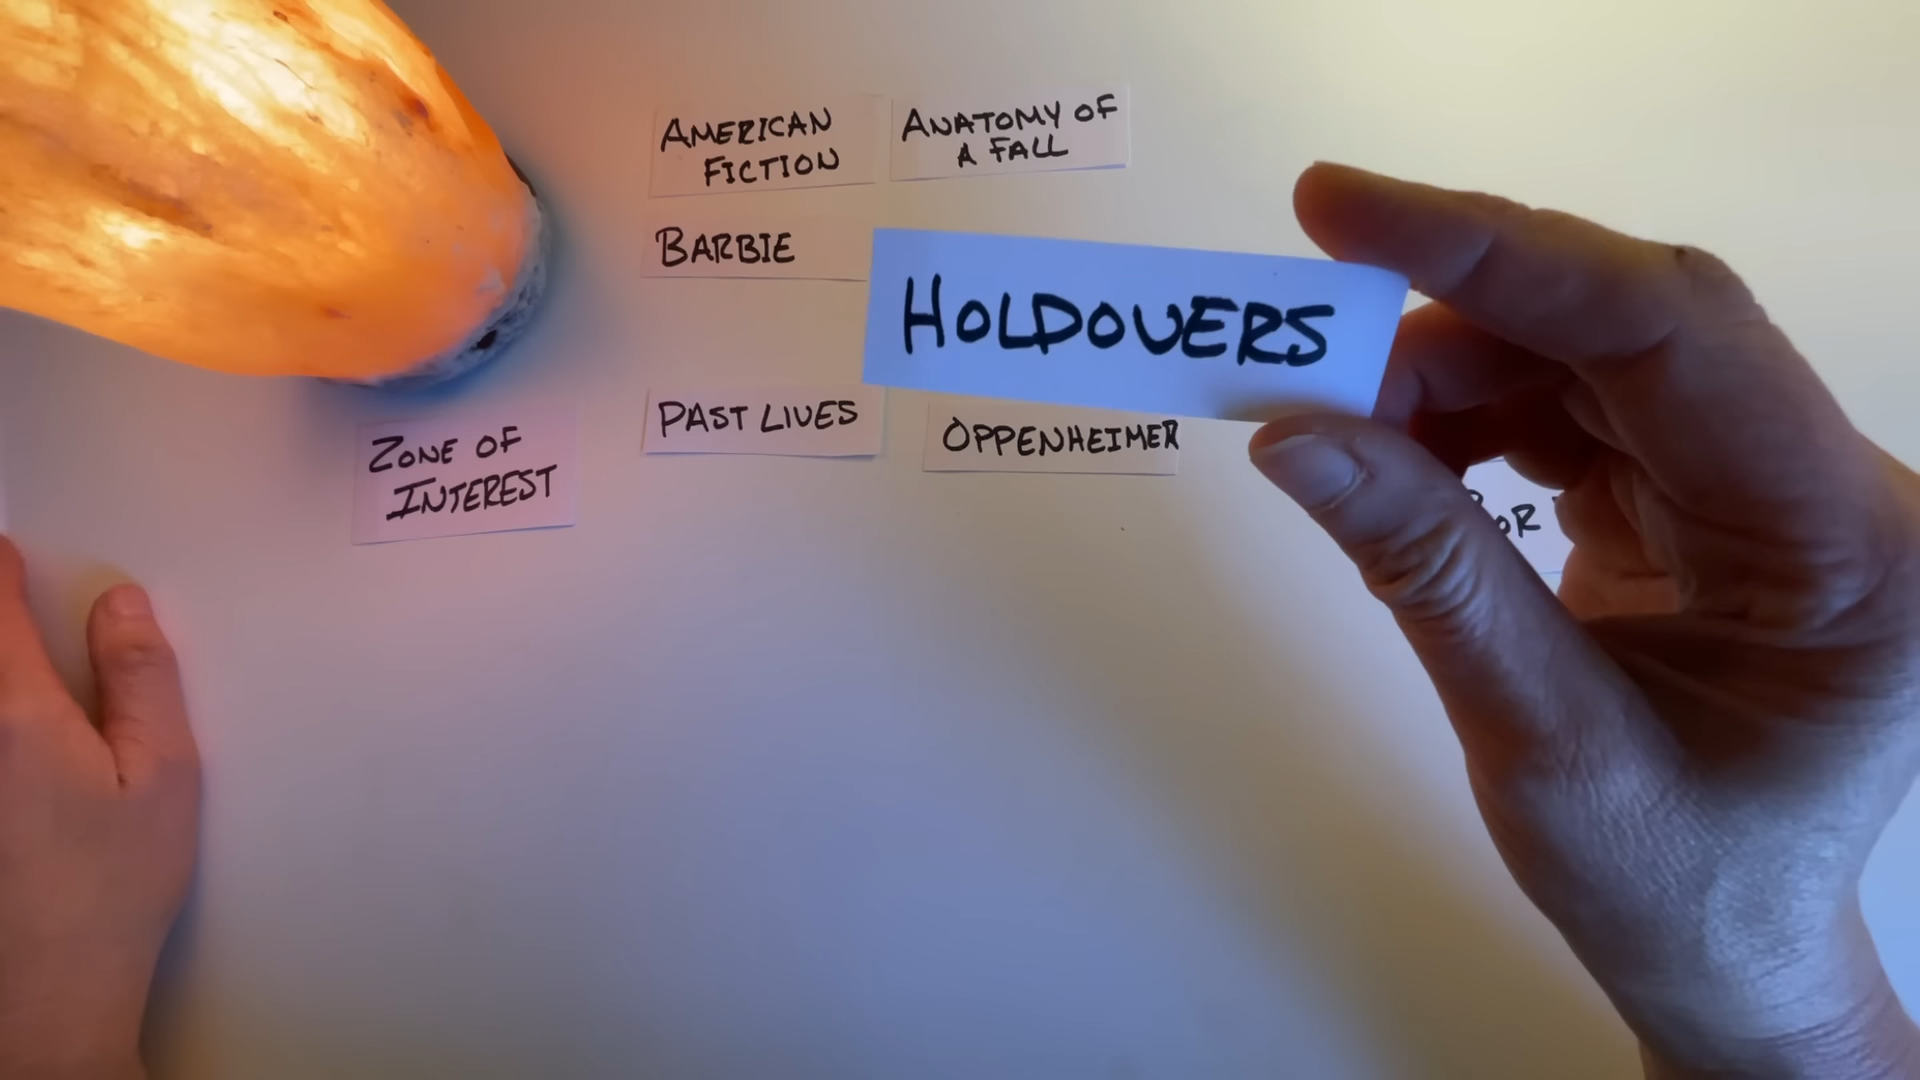 AMERICAN
FICTION
ANATOMY OF
A FALL
BARBIE
HOLDOVERS
PAST LIVES
OPPENHEIMER
ZONE OF
INTEREST